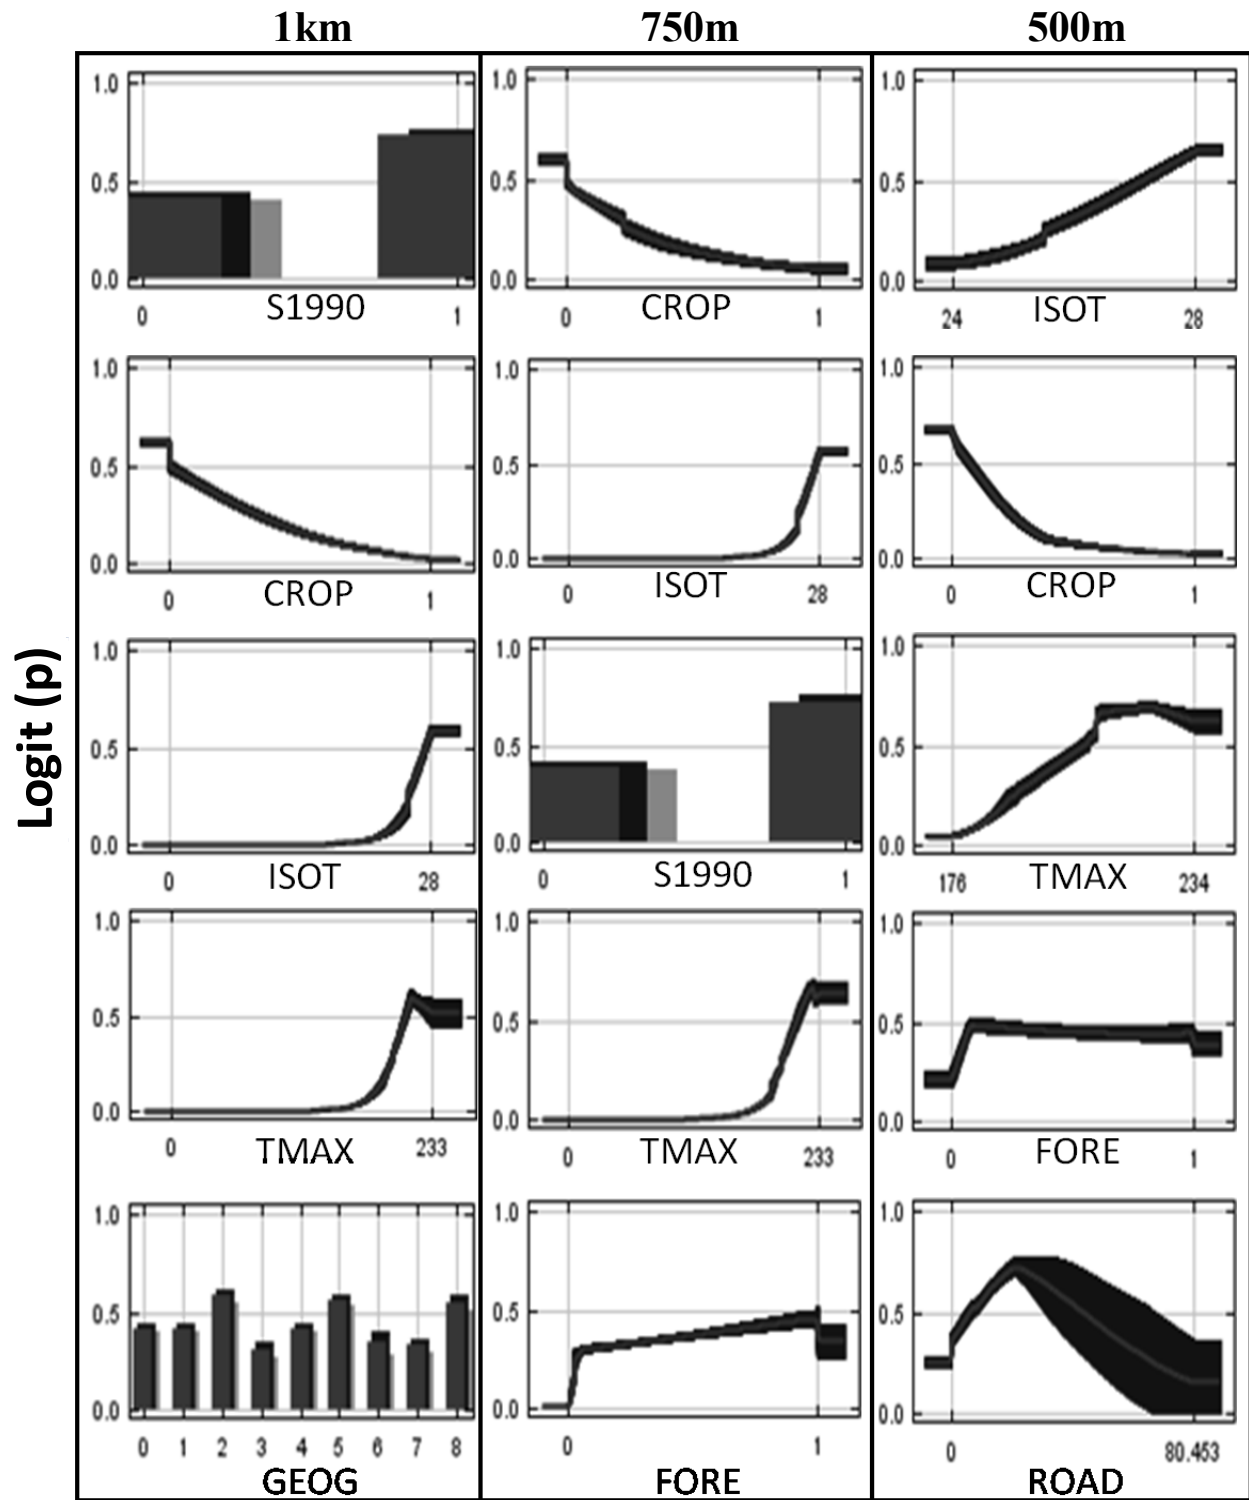 1km 750m 500m
Logit (p)
1.0 1.0 1.0
0.5 0.5 0.5
0.0 0.0 0.0
0 S1990 1 0 CROP 1 24 ISOT 28
1.0 1.0 1.0
0.5 0.5 0.5
0.0 0.0 0.0
0 CROP 1 0 ISOT 28 0 CROP 1
1.0 1.0 1.0
0.5 0.5 0.5
0.0 0.0 0.0
0 ISOT 28 0 S1990 1 176 TMAX 234
1.0 1.0 1.0
0.5 0.5 0.5
0.0 0.0 0.0
0 TMAX 233 0 TMAX 233 0 FORE 1
1.0 1.0 1.0
0.5 0.5 0.5
0.0 0.0 0.0
0 1 2 3 4 5 6 7 8 0 1 0 80.453
GEOG FORE ROAD